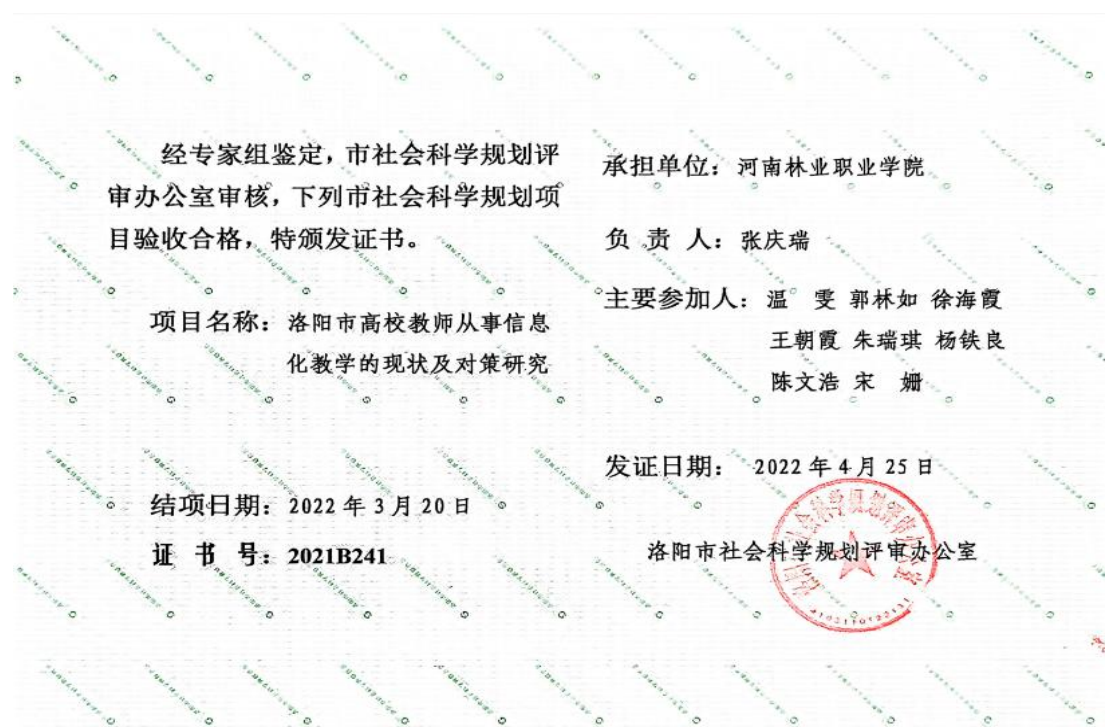 经专家组鉴定，市社会科学规划评
审办公室审核，下列市社会科学规划项
目验收合格，特颁发证书。
项目名称：洛阳市高校教师从事信息
化教学的现状及对策研究
结项日期：2022 年 3 月 20 日
证 书 号：2021B241
承担单位：河南林业职业学院
负 责 人：张庆瑞
主要参加人：温 雯 郭林如 徐海霞
王朝霞 朱瑞琪 杨铁良
陈文浩 宋 姗
发证日期： 2022 年 4 月 25 日
洛阳市社会科学规划评审办公室